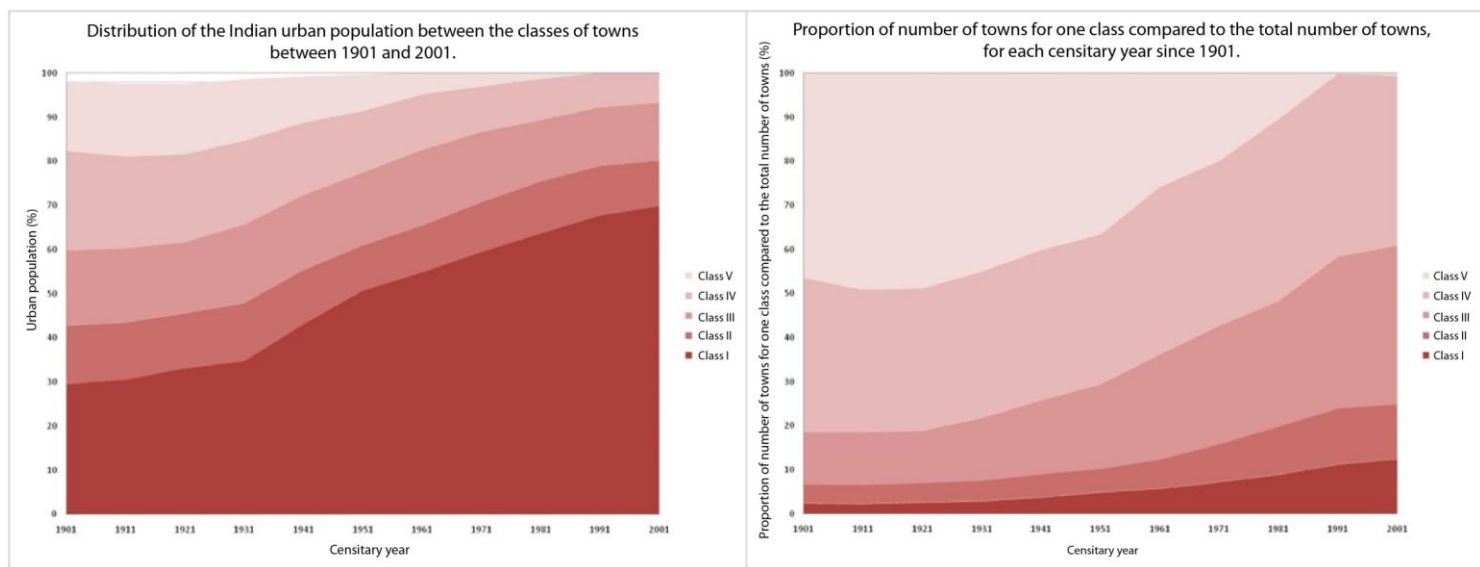 Distribution of the Indian urban population between the classes of towns
between 1901 and 2001.
Urban population (%)
100
90
80
70
60
50
40
30
20
10
0
1901 1911 1921 1931 1941 1951 1961 1971 1981 1991 2001
Censitary year
Class V
Class IV
Class III
Class II
Class I
Proportion of number of towns for one class compared to the total number of towns,
for each censitary year since 1901.
Proportion of number of towns for one class compared to the total number of towns (%)
100
90
80
70
60
50
40
30
20
10
0
1901 1911 1921 1931 1941 1951 1961 1971 1981 1991 2001
Censitary year
Class V
Class IV
Class III
Class II
Class I